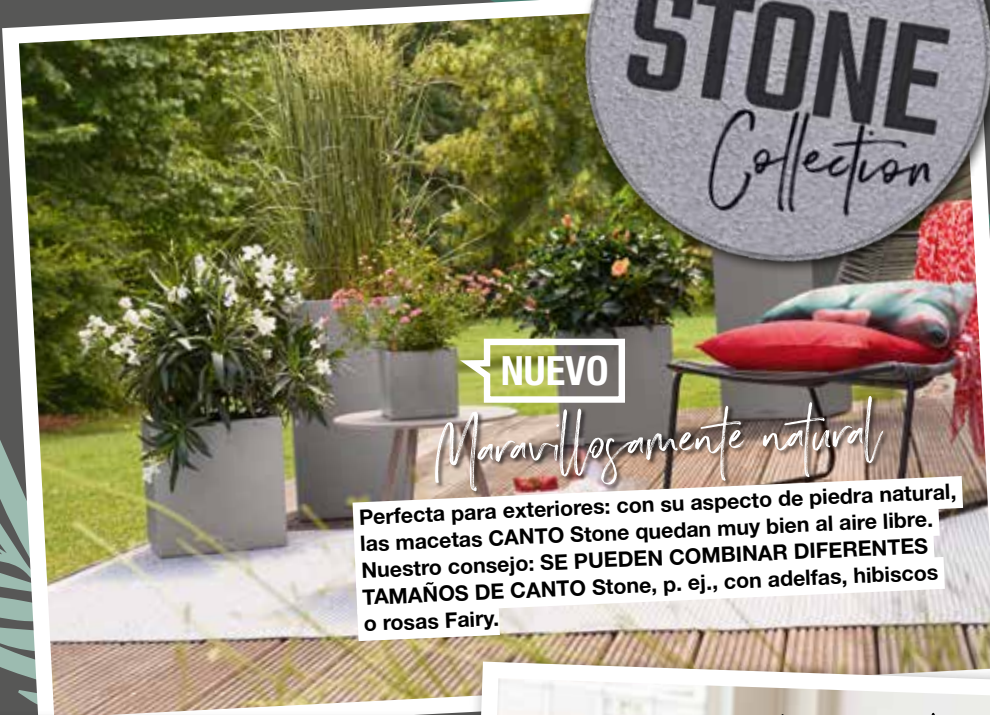 STONE
Collection
NUEVO
Maravillosamente natural
Perfecta para exteriores: con su aspecto de piedra natural,
las macetas CANTO Stone quedan muy bien al aire libre.
Nuestro consejo: SE PUEDEN COMBINAR DIFERENTES
TAMAÑOS DE CANTO Stone, p. ej., con adelfas, hibiscos
o rosas Fairy.